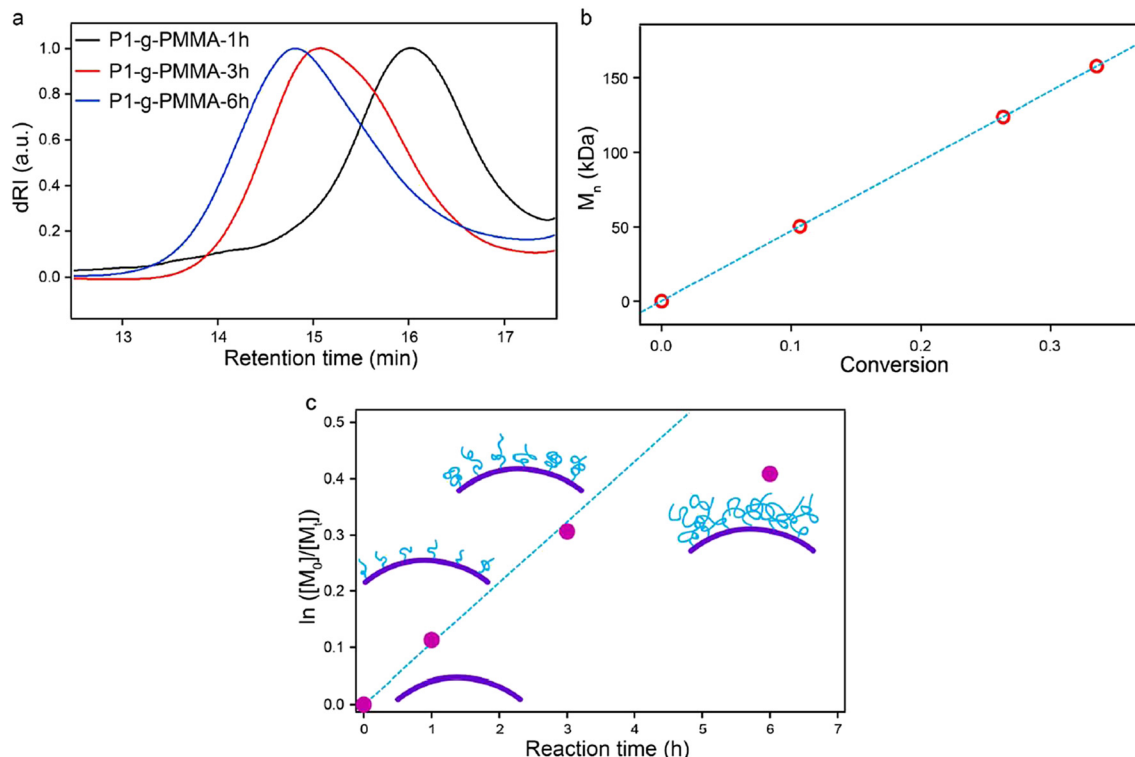 a
P1-g-PMMA-1h
P1-g-PMMA-3h
P1-g-PMMA-6h
dRI (a.u.)
1.0
0.8
0.6
0.4
0.2
0.0
13 14 15 16 17
Retention time (min)
b
Mn (kDa)
150
100
50
0
0.0 0.1 0.2 0.3
Conversion
c
ln ([M0]/[Mt])
0.5
0.4
0.3
0.2
0.1
0.0
0 1 2 3 4 5 6 7
Reaction time (h)